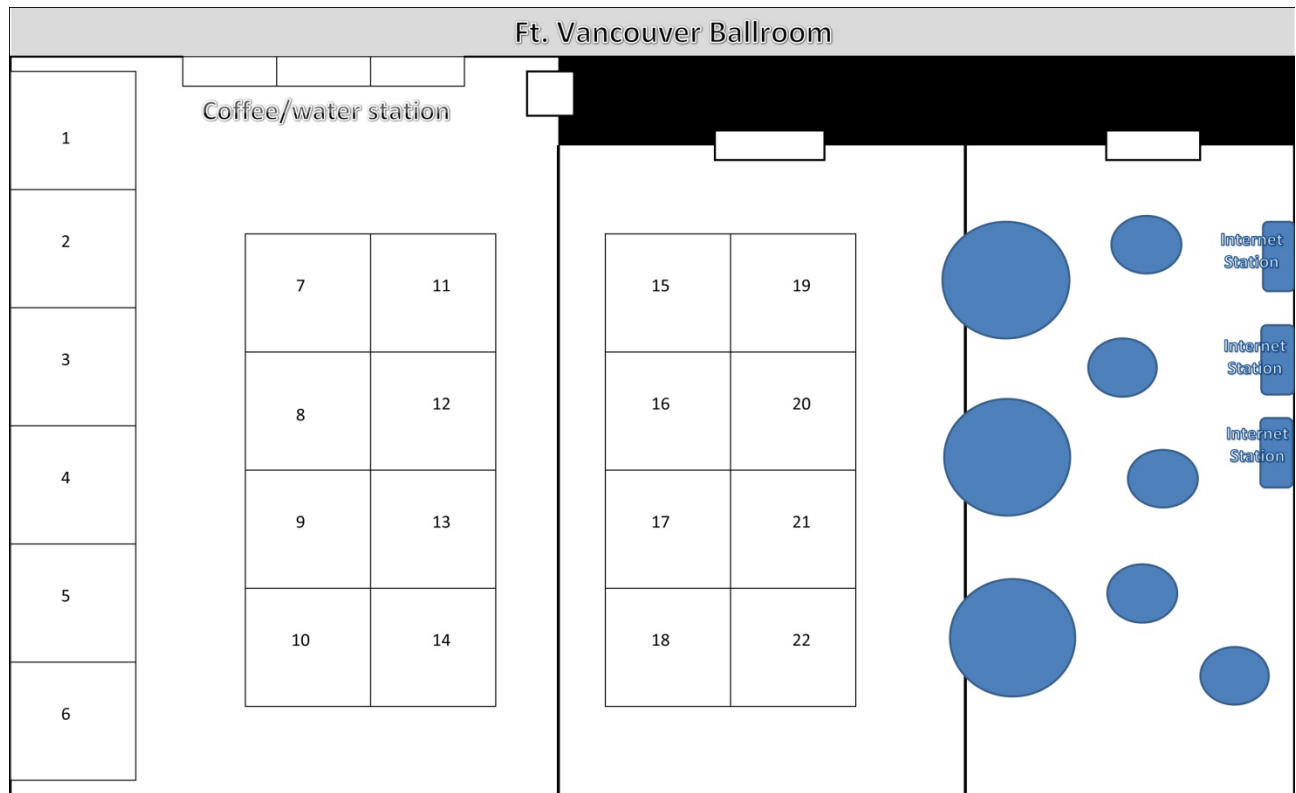 Ft. Vancouver Ballroom
Coffee/water station
1
2
3
4
5
6
7
11
8
12
9
13
10
14
15
19
16
20
17
21
18
22
Internet
Station
Internet
Station
Internet
Station